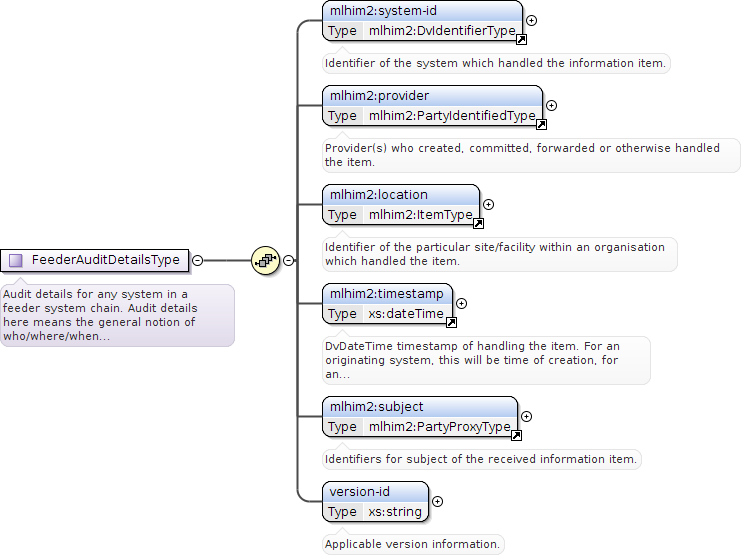 mlhim2:system-id
Type mlhim2:DvIdentifierType
Identifier of the system which handled the information item.
mlhim2:provider
Type mlhim2:PartyIdentifiedType
Provider(s) who created, committed, forwarded or otherwise handled
the item.
mlhim2:location
Type mlhim2:ItemType
Identifier of the particular site/facility within an organisation
which handled the item.
FeederAuditDetailsType
Audit details for any system in a
feeder system chain. Audit details
here means the general notion of
who/where/when...
mlhim2:timestamp
Type xs:dateTime
DvDateTime timestamp of handling the item. For an
originating system, this will be time of creation, for
an...
mlhim2:subject
Type mlhim2:PartyProxyType
Identifiers for subject of the received information item.
version-id
Type xs:string
Applicable version information.